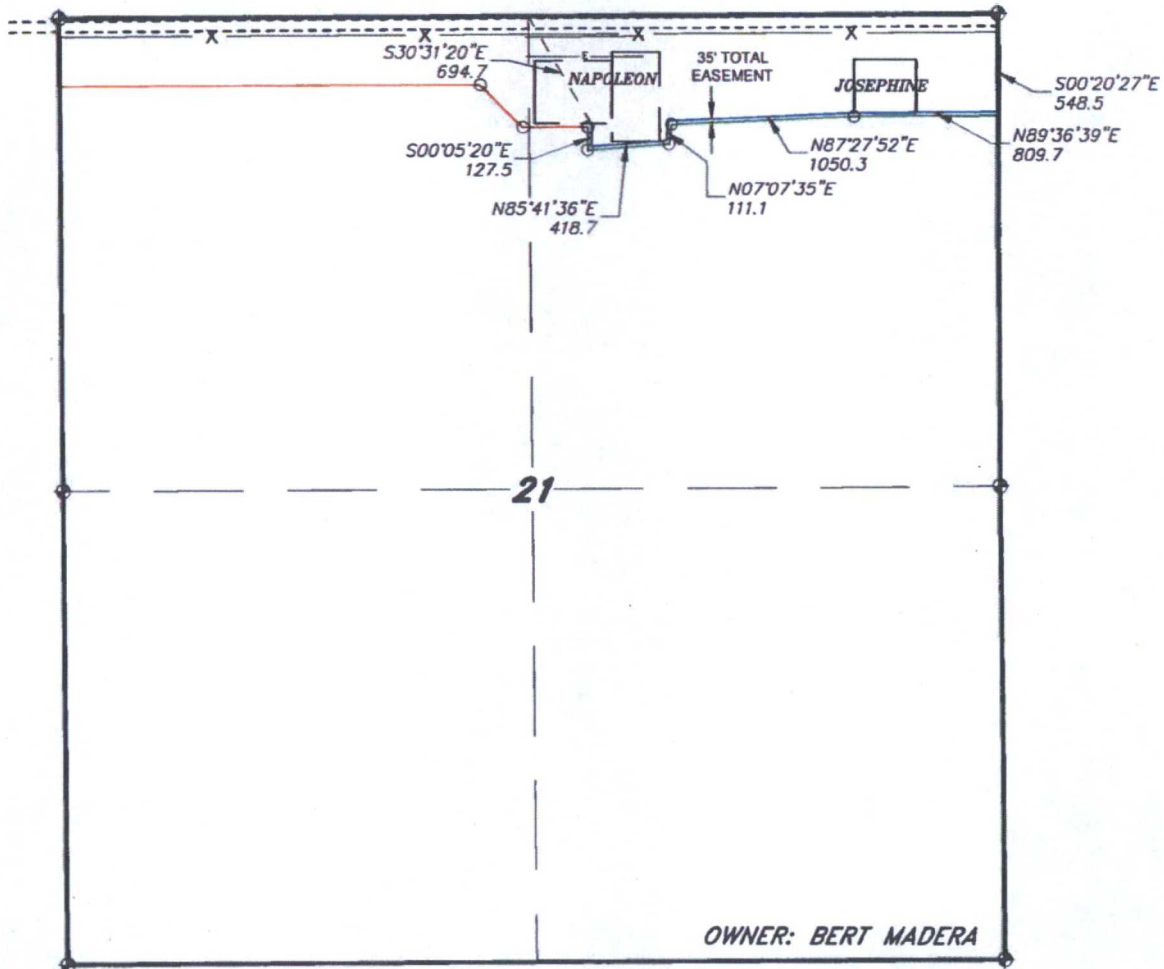 X X X X
S30°31'20"E
694.7
E
NAPOLEON
35' TOTAL
EASEMENT
JOSEPHINE
S00°20'27"E
548.5
S00°05'20"E
127.5
N87°27'52"E
1050.3
N89°36'39"E
809.7
N85°41'36"E
418.7
N07°07'35"E
111.1
21
OWNER: BERT MADERA